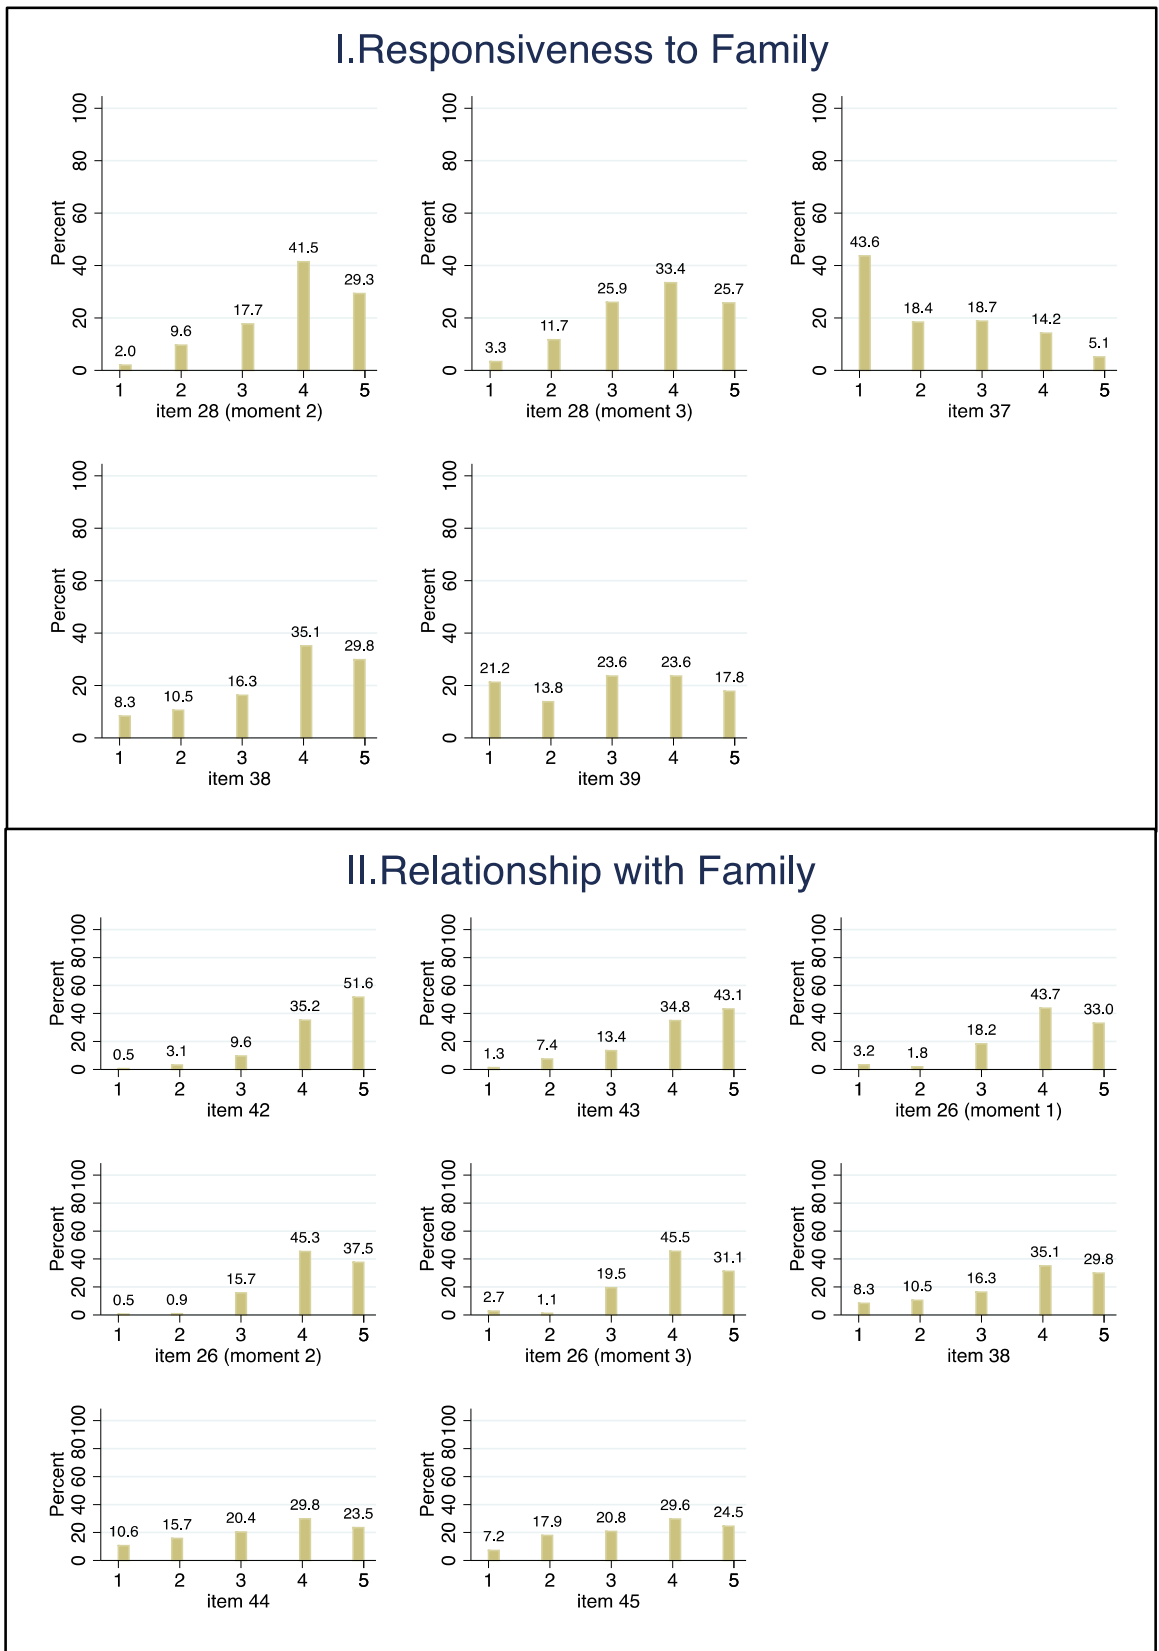 I.Responsiveness to Family
Percent
0 20 40 60 80 100
2.0 9.6 17.7 41.5 29.3
1 2 3 4 5
item 28 (moment 2)
Percent
0 20 40 60 80 100
3.3 11.7 25.9 33.4 25.7
1 2 3 4 5
item 28 (moment 3)
Percent
0 20 40 60 80 100
43.6 18.4 18.7 14.2 5.1
1 2 3 4 5
item 37
Percent
0 20 40 60 80 100
8.3 10.5 16.3 35.1 29.8
1 2 3 4 5
item 38
Percent
0 20 40 60 80 100
21.2 13.8 23.6 23.6 17.8
1 2 3 4 5
item 39
II.Relationship with Family
Percent
0 20 40 60 80 100
0.5 3.1 9.6 35.2 51.6
1 2 3 4 5
item 42
Percent
0 20 40 60 80 100
1.3 7.4 13.4 34.8 43.1
1 2 3 4 5
item 43
Percent
0 20 40 60 80 100
3.2 1.8 18.2 43.7 33.0
1 2 3 4 5
item 26 (moment 1)
Percent
0 20 40 60 80 100
0.5 0.9 15.7 45.3 37.5
1 2 3 4 5
item 26 (moment 2)
Percent
0 20 40 60 80 100
2.7 1.1 19.5 45.5 31.1
1 2 3 4 5
item 26 (moment 3)
Percent
0 20 40 60 80 100
8.3 10.5 16.3 35.1 29.8
1 2 3 4 5
item 38
Percent
0 20 40 60 80 100
10.6 15.7 20.4 29.8 23.5
1 2 3 4 5
item 44
Percent
0 20 40 60 80 100
7.2 17.9 20.8 29.6 24.5
1 2 3 4 5
item 45